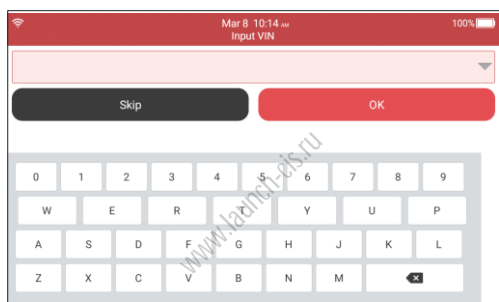 Mar 8 10:14 AM
100%
Input VIN
Skip
OK
0 1 2 3 4 5 6 7 8 9
W E R T Y U P
A S D F G H J K L
Z X C V B N M
www.launch-cis.ru